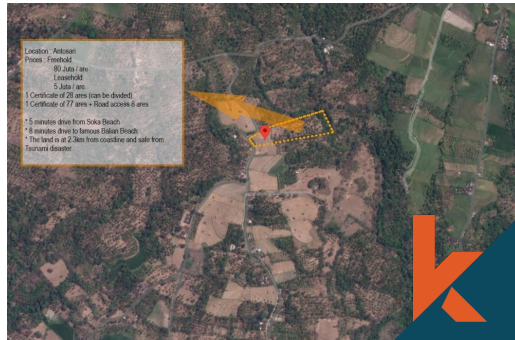 Location : Antosari
Prices : Freehold
80 Juta / are
Leasehold
5 Juta / are
1 Certificate of 28 ares (can be divided)
1 Certificate of 77 ares + Road access 8 ares
* 5 minutes drive from Soka Beach
* 8 minutes drive to famous Balian Beach
* The land is at 2.3km from coastline and safe from
Tsunami disaster
k